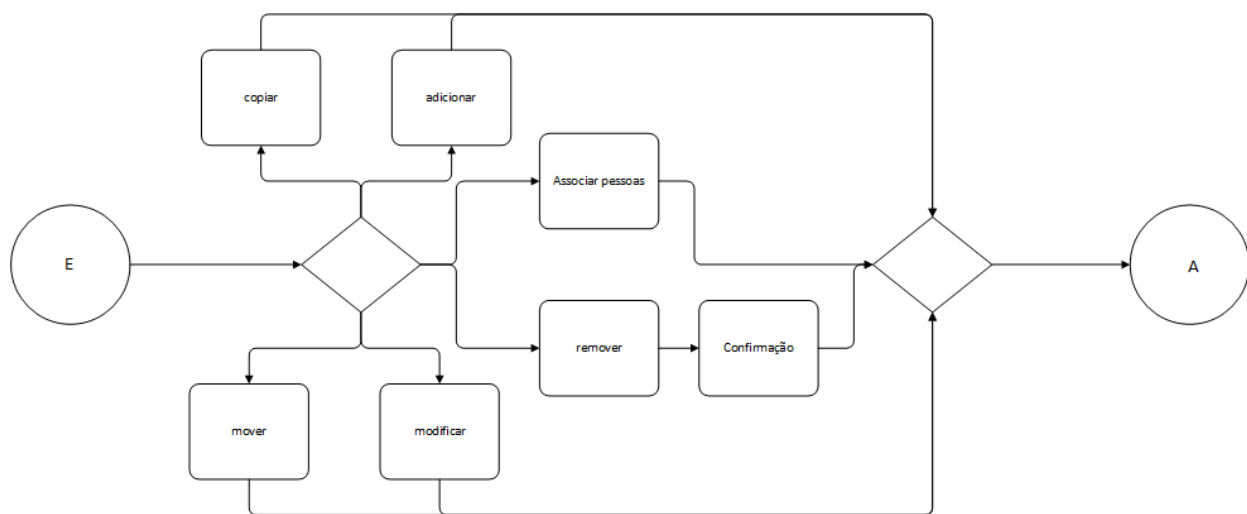 copiar
adicionar
Associar pessoas
E
A
remover
Confirmação
mover
modificar